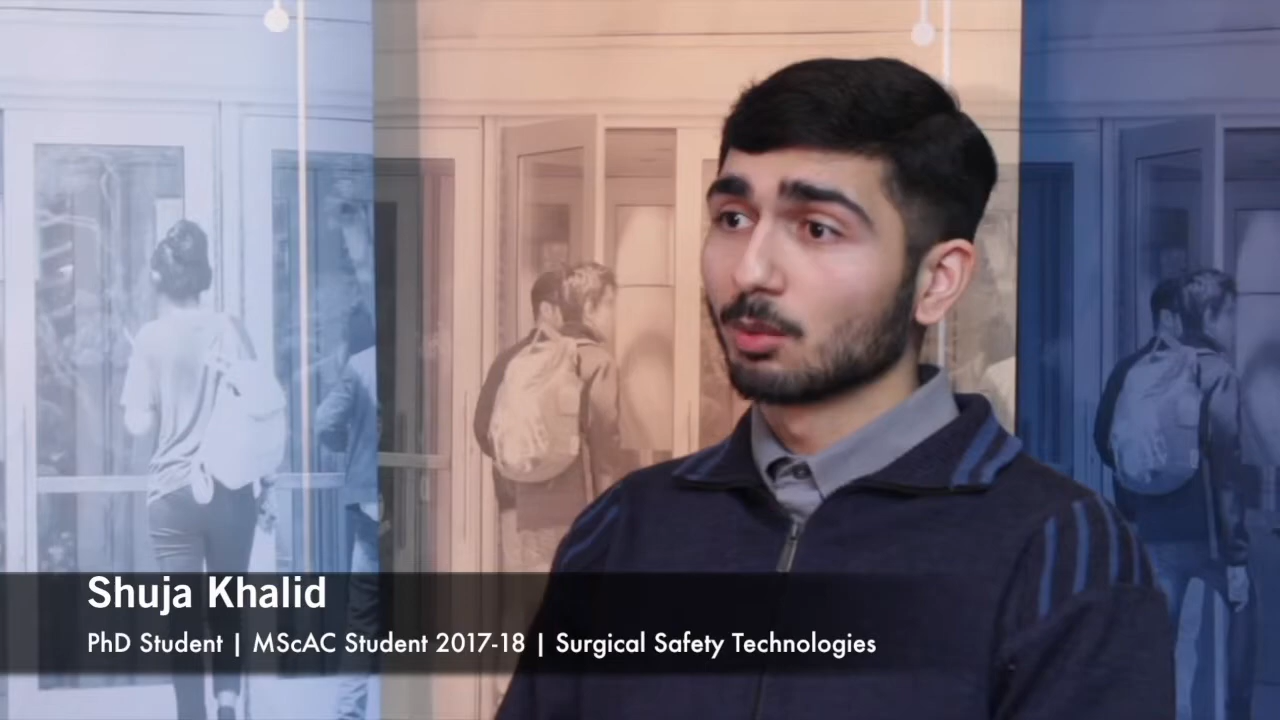 Shuja Khalid
PhD Student | MScAC Student 2017-18 | Surgical Safety Technologies